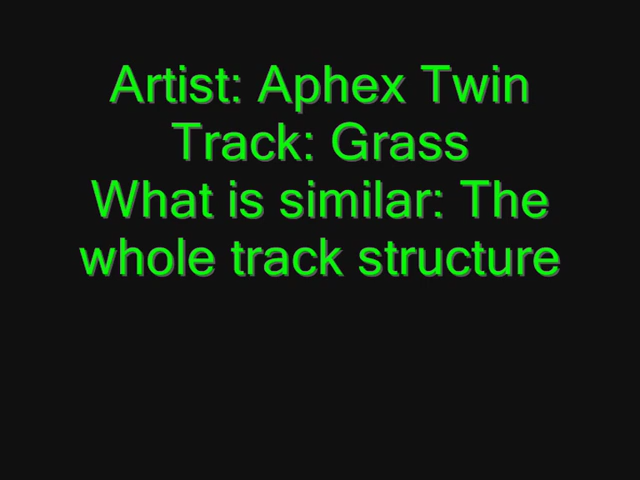 Artist: Aphex Twin
Track: Grass
What is similar: The
whole track structure